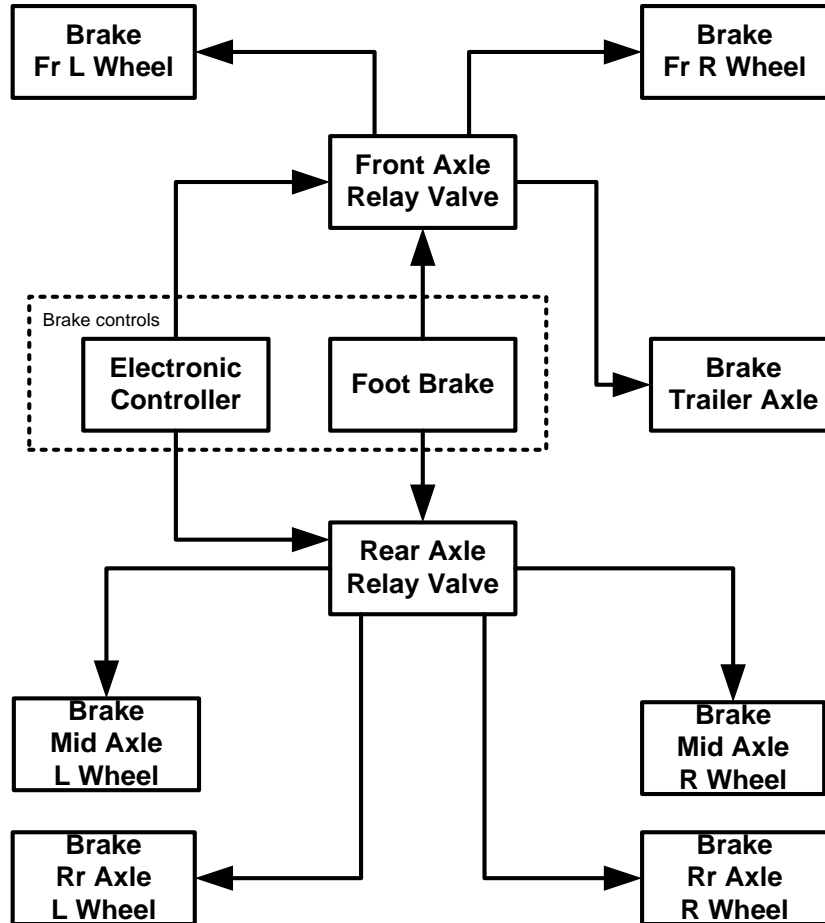 Brake
Fr L Wheel
Brake
Fr R Wheel
Front Axle
Relay Valve
Brake controls
Electronic
Controller
Foot Brake
Brake
Trailer Axle
Rear Axle
Relay Valve
Brake
Mid Axle
L Wheel
Brake
Mid Axle
R Wheel
Brake
Rr Axle
L Wheel
Brake
Rr Axle
R Wheel